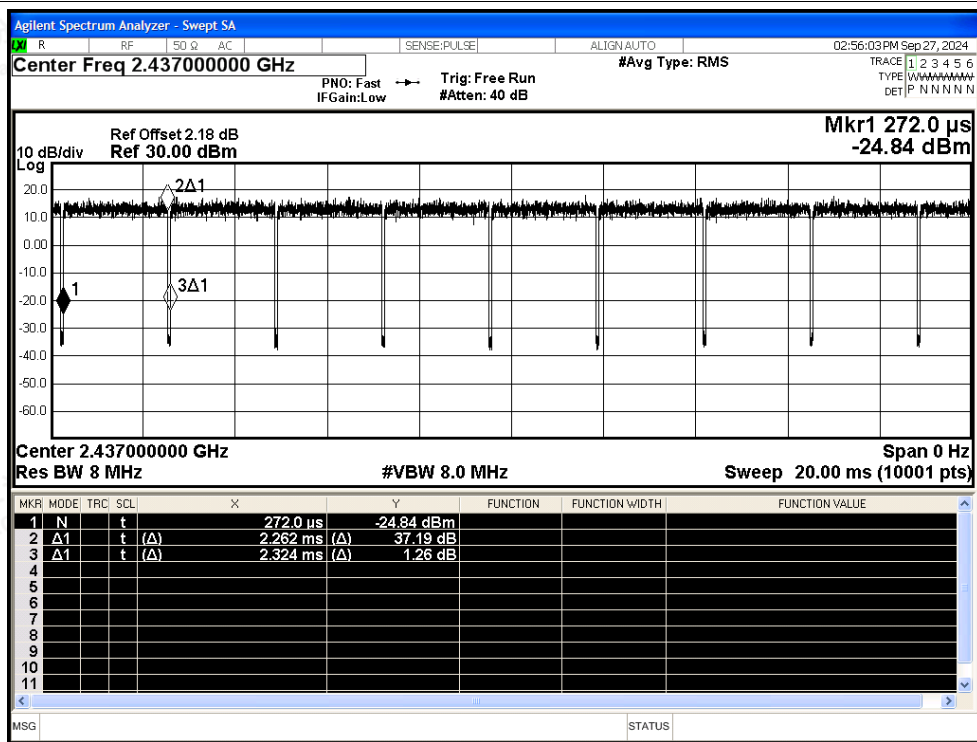 Agilent Spectrum Analyzer - Swept SA
LXI R RF 50 Ω AC SENSE:PULSE ALIGN AUTO 02:56:03 PM Sep 27, 2024
Center Freq 2.437000000 GHz
PNO: Fast
IFGain:Low
Trig: Free Run
#Atten: 40 dB
#Avg Type: RMS
TRACE 1 2 3 4 5 6
TYPE
DET P N N N N N
Mkr1 272.0 µs
-24.84 dBm
Ref Offset 2.18 dB
10 dB/div Ref 30.00 dBm
Log
20.0
10.0
0.00
-10.0
-20.0
-30.0
-40.0
-50.0
-60.0
2Δ1
1
3Δ1
Center 2.437000000 GHz Span 0 Hz
Res BW 8 MHz #VBW 8.0 MHz Sweep 20.00 ms (10001 pts)
MKR MODE TRC SCL X Y FUNCTION FUNCTION WIDTH FUNCTION VALUE
1 N t 272.0 µs -24.84 dBm
2 Δ1 t (Δ) 2.262 ms (Δ) 37.19 dB
3 Δ1 t (Δ) 2.324 ms (Δ) 1.26 dB
4
5
6
7
8
9
10
11
MSG STATUS